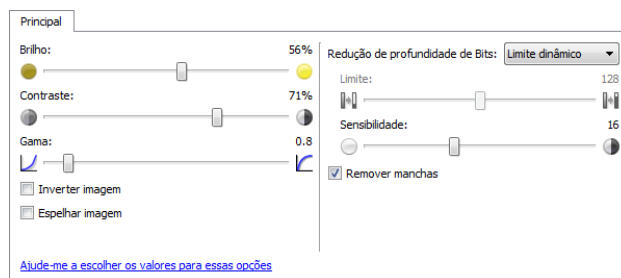 Principal
Brilho: 56%
Contraste: 71%
Gama: 0.8
Inverter imagem
Espelhar imagem
Ajude-me a escolher os valores para essas opções
Redução de profundidade de Bits: Limite dinâmico
Limite: 128
Sensibilidade: 16
Remover manchas